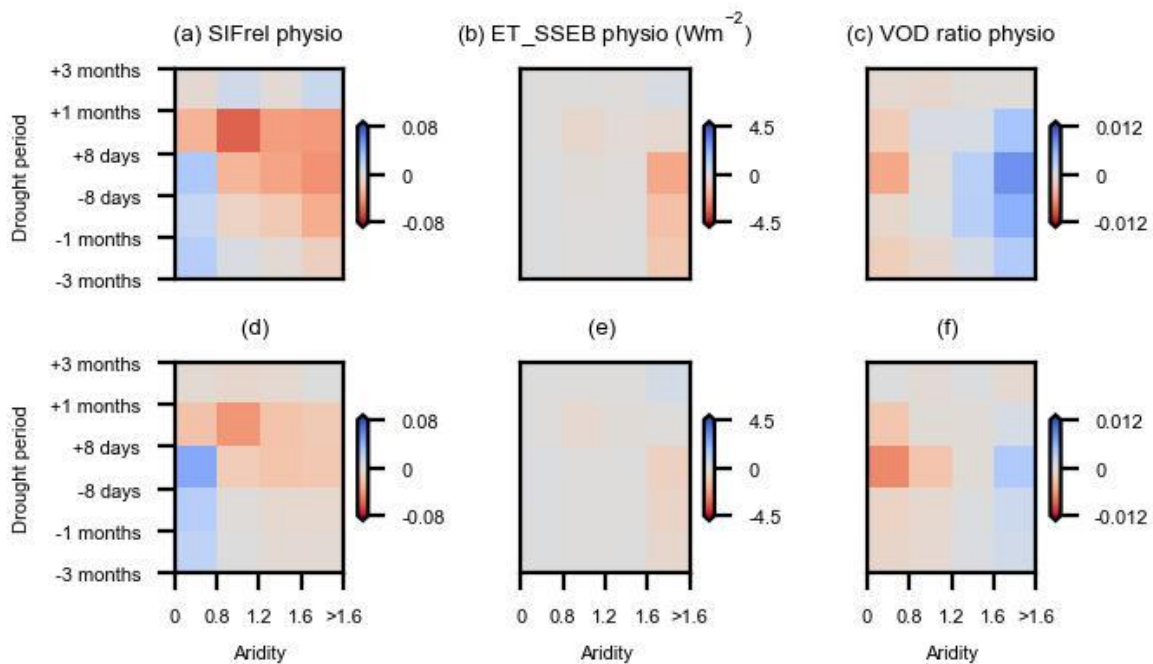 (a) SIFrel physio
(b) ET_SSEB physio (Wm⁻²)
(c) VOD ratio physio
Drought period
+3 months
+1 months
+8 days
-8 days
-1 months
-3 months
0.08
0
-0.08
4.5
0
-4.5
0.012
0
-0.012
(d)
(e)
(f)
Drought period
+3 months
+1 months
+8 days
-8 days
-1 months
-3 months
0.08
0
-0.08
4.5
0
-4.5
0.012
0
-0.012
0 0.8 1.2 1.6 >1.6
0 0.8 1.2 1.6 >1.6
0 0.8 1.2 1.6 >1.6
Aridity
Aridity
Aridity